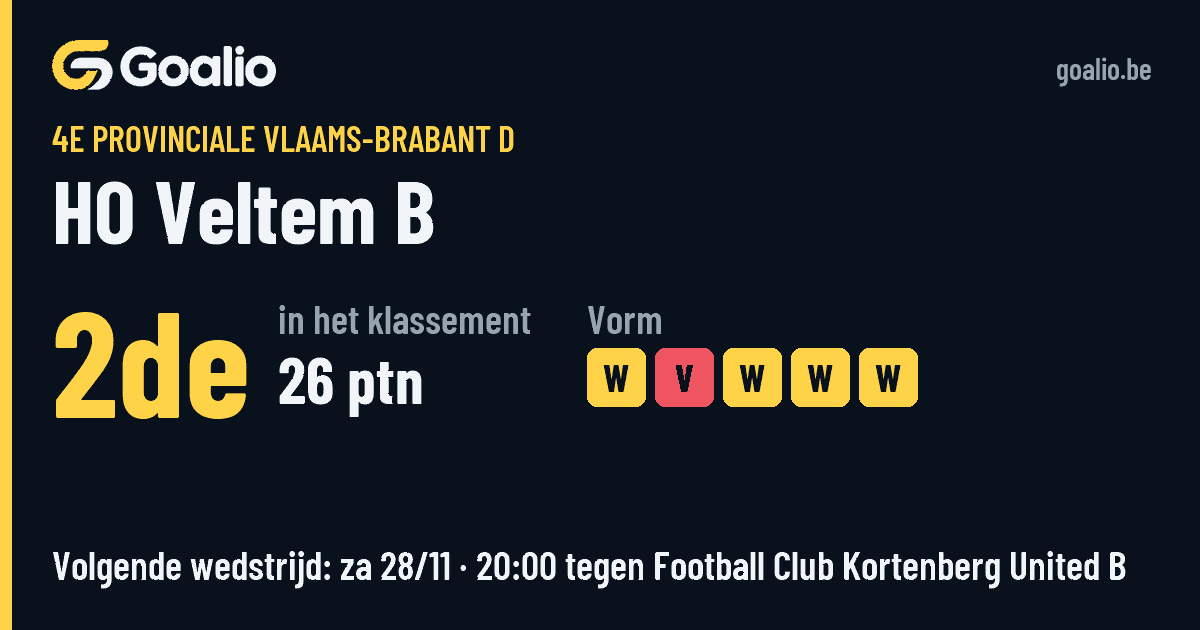 Goalio
goalio.be
4E PROVINCIALE VLAAMS-BRABANT D
HO Veltem B
2de
in het klassement
26 ptn
Vorm
W V W W W
Volgende wedstrijd: za 28/11 · 20:00 tegen Football Club Kortenberg United B